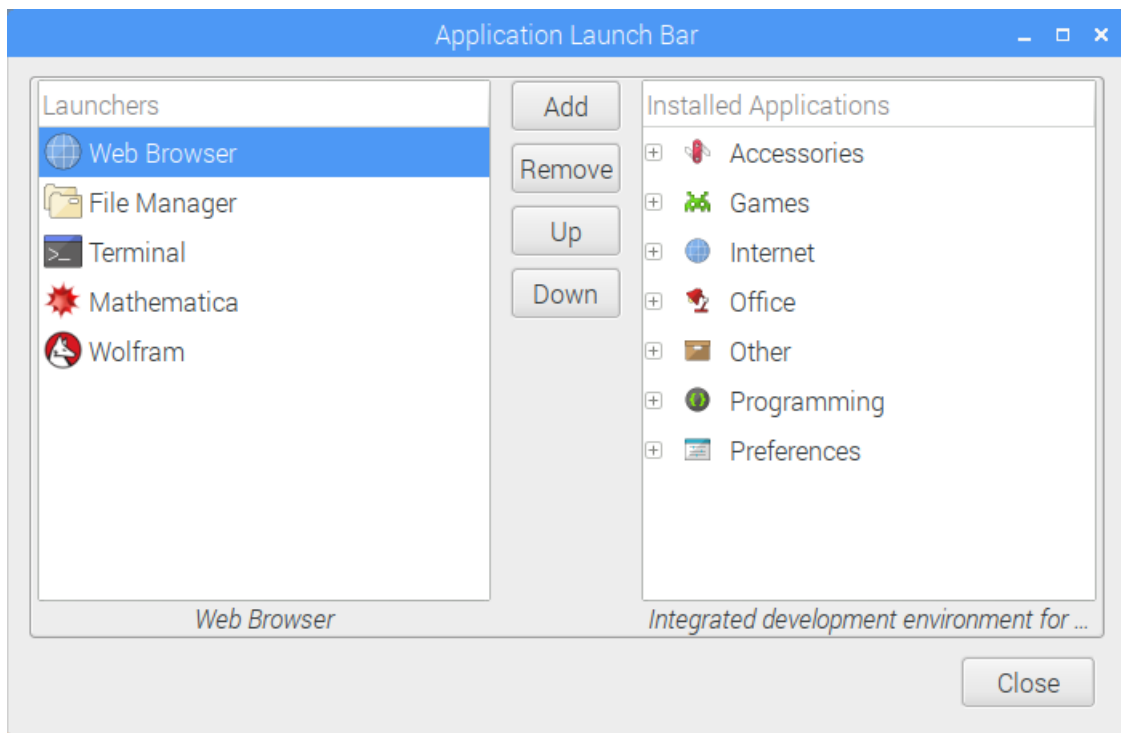 Application Launch Bar
Launchers
Web Browser
File Manager
Terminal
Mathematica
Wolfram
Web Browser
Add
Remove
Up
Down
Installed Applications
Accessories
Games
Internet
Office
Other
Programming
Preferences
Integrated development environment for ...
Close